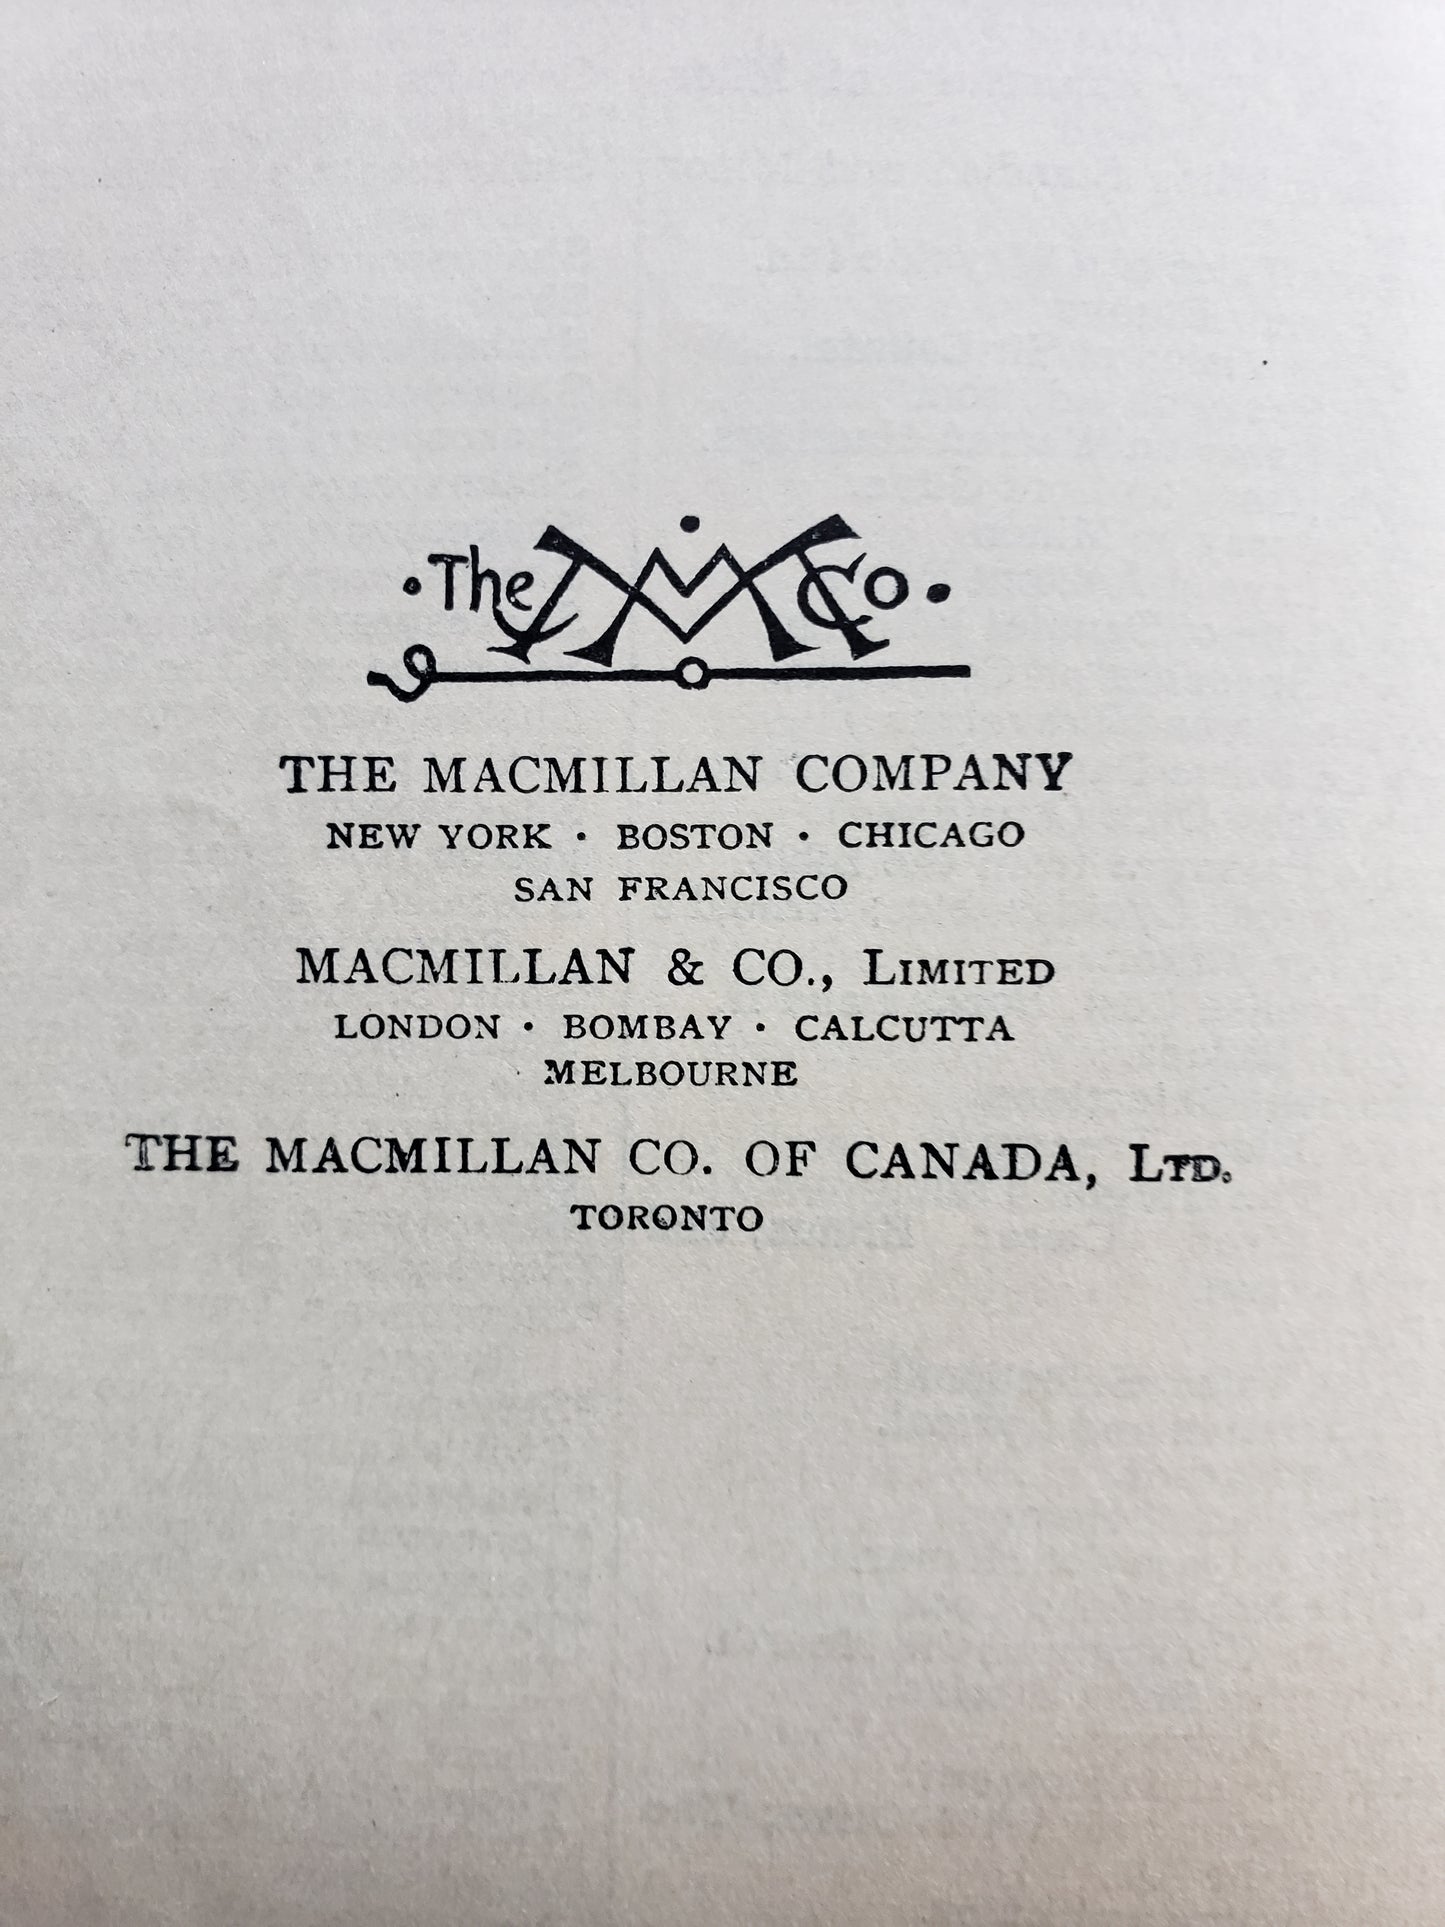 · The MM Co ·
THE MACMILLAN COMPANY
NEW YORK · BOSTON · CHICAGO
SAN FRANCISCO
MACMILLAN & CO., LIMITED
LONDON · BOMBAY · CALCUTTA
MELBOURNE
THE MACMILLAN CO. OF CANADA, LTD.
TORONTO